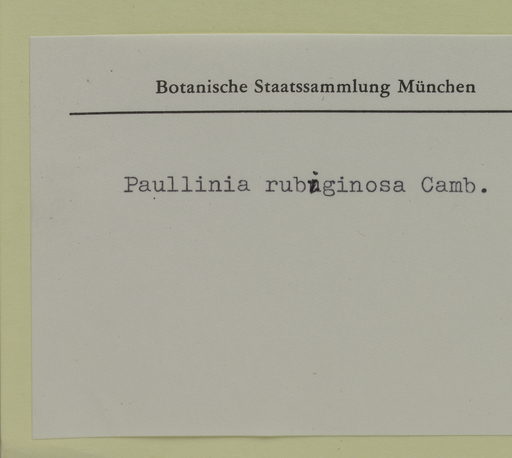 Botanische Staatssammlung München
Paullinia rubiginosa Camb.